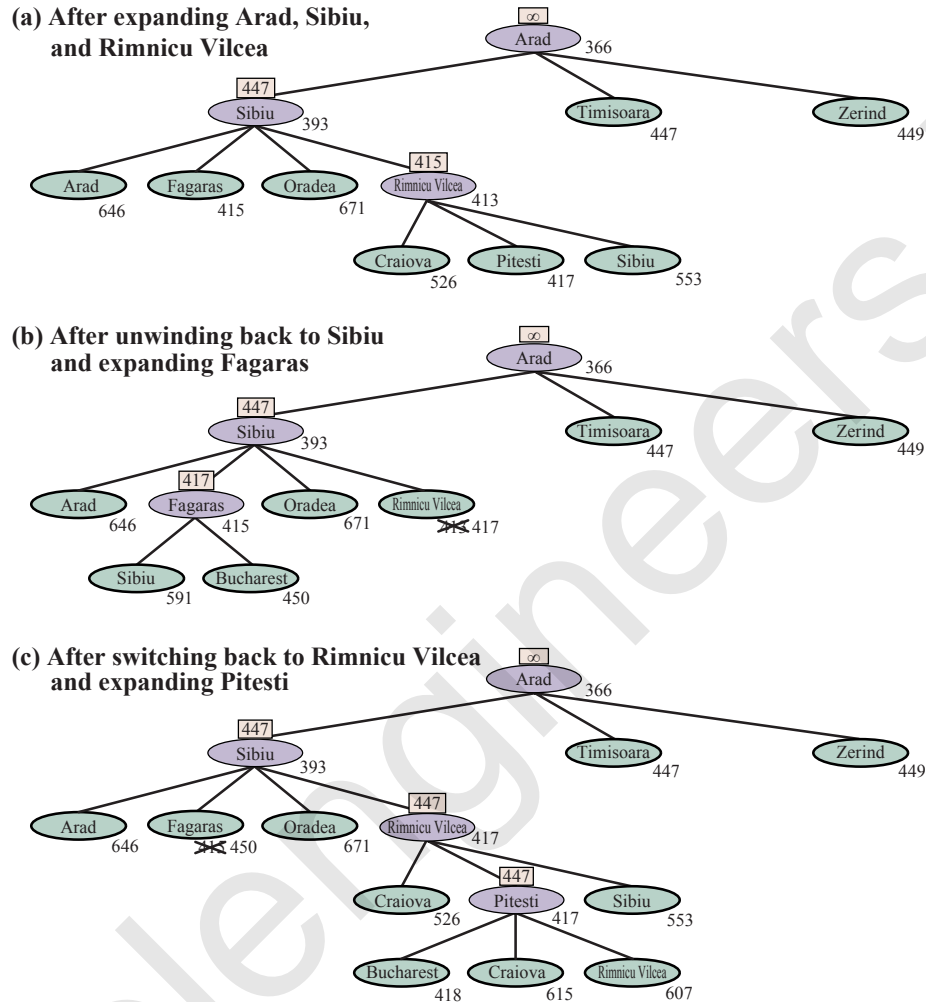 (a) After expanding Arad, Sibiu,
and Rimnicu Vilcea
∞
Arad
366
447
Sibiu
393
Timisoara
447
Zerind
449
415
Arad
646
Fagaras
415
Oradea
671
Rimnicu Vilcea
413
Craiova
526
Pitesti
417
Sibiu
553
(b) After unwinding back to Sibiu
and expanding Fagaras
∞
Arad
366
447
Sibiu
393
Timisoara
447
Zerind
449
417
Arad
646
Fagaras
415
Oradea
671
Rimnicu Vilcea
413 417
Sibiu
591
Bucharest
450
(c) After switching back to Rimnicu Vilcea
and expanding Pitesti
∞
Arad
366
447
Sibiu
393
Timisoara
447
Zerind
449
447
Arad
646
Fagaras
415 450
Oradea
671
Rimnicu Vilcea
417
447
Craiova
526
Pitesti
417
Sibiu
553
Bucharest
418
Craiova
615
Rimnicu Vilcea
607